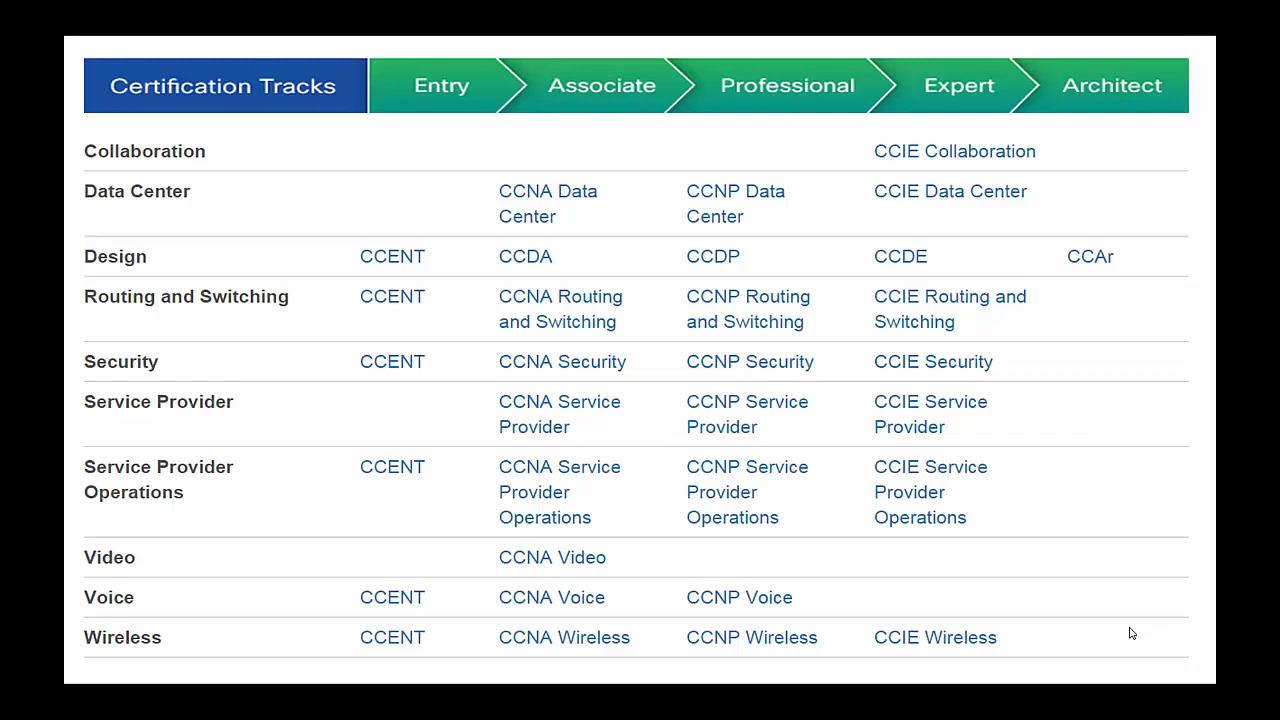 Certification Tracks Entry Associate Professional Expert Architect
Collaboration CCIE Collaboration
Data Center CCNA Data CCNP Data CCIE Data Center
Center Center
Design CCENT CCDA CCDP CCDE CCAr
Routing and Switching CCENT CCNA Routing CCNP Routing CCIE Routing and
and Switching and Switching Switching
Security CCENT CCNA Security CCNP Security CCIE Security
Service Provider CCNA Service CCNP Service CCIE Service
Provider Provider Provider
Service Provider CCENT CCNA Service CCNP Service CCIE Service
Operations Provider Provider Provider
Operations Operations Operations
Video CCNA Video
Voice CCENT CCNA Voice CCNP Voice
Wireless CCENT CCNA Wireless CCNP Wireless CCIE Wireless